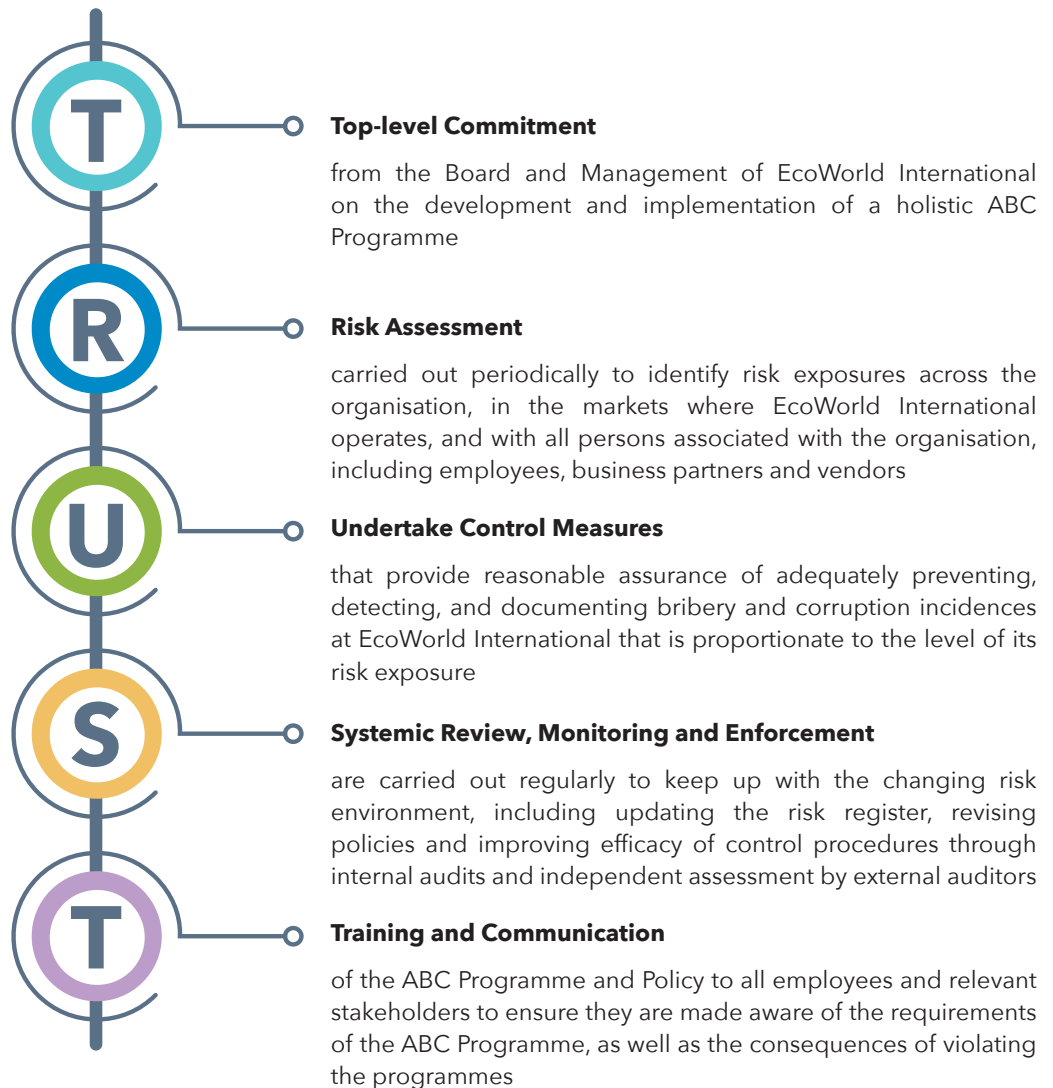 T
Top-level Commitment
from the Board and Management of EcoWorld International
on the development and implementation of a holistic ABC
Programme
R
Risk Assessment
carried out periodically to identify risk exposures across the
organisation, in the markets where EcoWorld International
operates, and with all persons associated with the organisation,
including employees, business partners and vendors
U
Undertake Control Measures
that provide reasonable assurance of adequately preventing,
detecting, and documenting bribery and corruption incidences
at EcoWorld International that is proportionate to the level of its
risk exposure
S
Systemic Review, Monitoring and Enforcement
are carried out regularly to keep up with the changing risk
environment, including updating the risk register, revising
policies and improving efficacy of control procedures through
internal audits and independent assessment by external auditors
T
Training and Communication
of the ABC Programme and Policy to all employees and relevant
stakeholders to ensure they are made aware of the requirements
of the ABC Programme, as well as the consequences of violating
the programmes